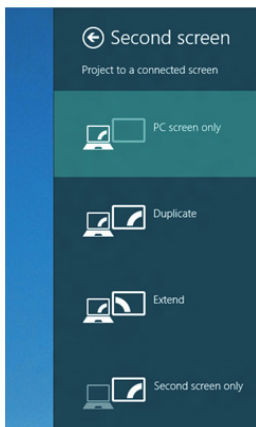 Second screen
Project to a connected screen
PC screen only
Duplicate
Extend
Second screen only